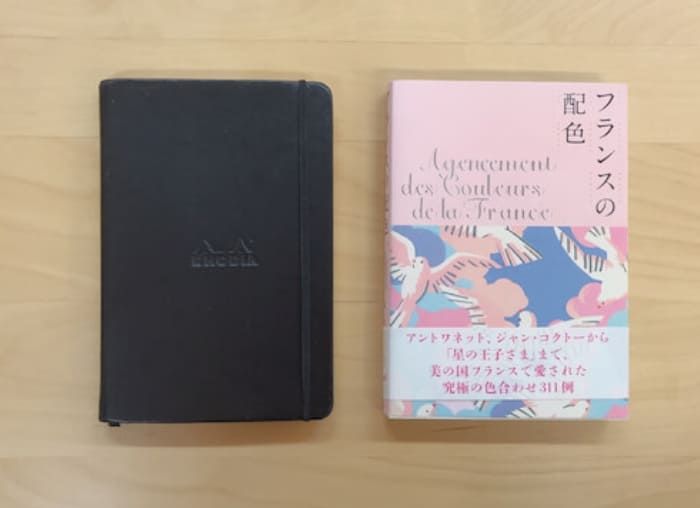 RHODIA
フランスの
配色
Agencement
des Couleurs
de la France
アントワネット、ジャン・コクトーから
「星の王子さま」まで、
美の国フランスで愛された
究極の色合わせ311例